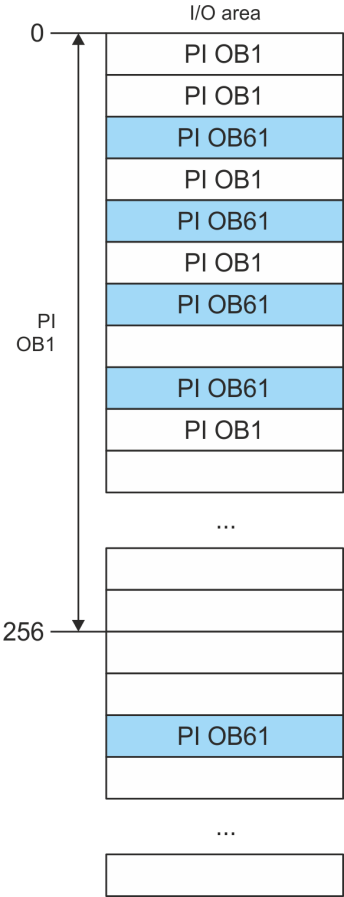 I/O area
0
PI OB1
PI OB1
PI OB61
PI OB1
PI OB61
PI OB1
PI OB61
PI
OB1
PI OB61
PI OB1
...
256
PI OB61
...